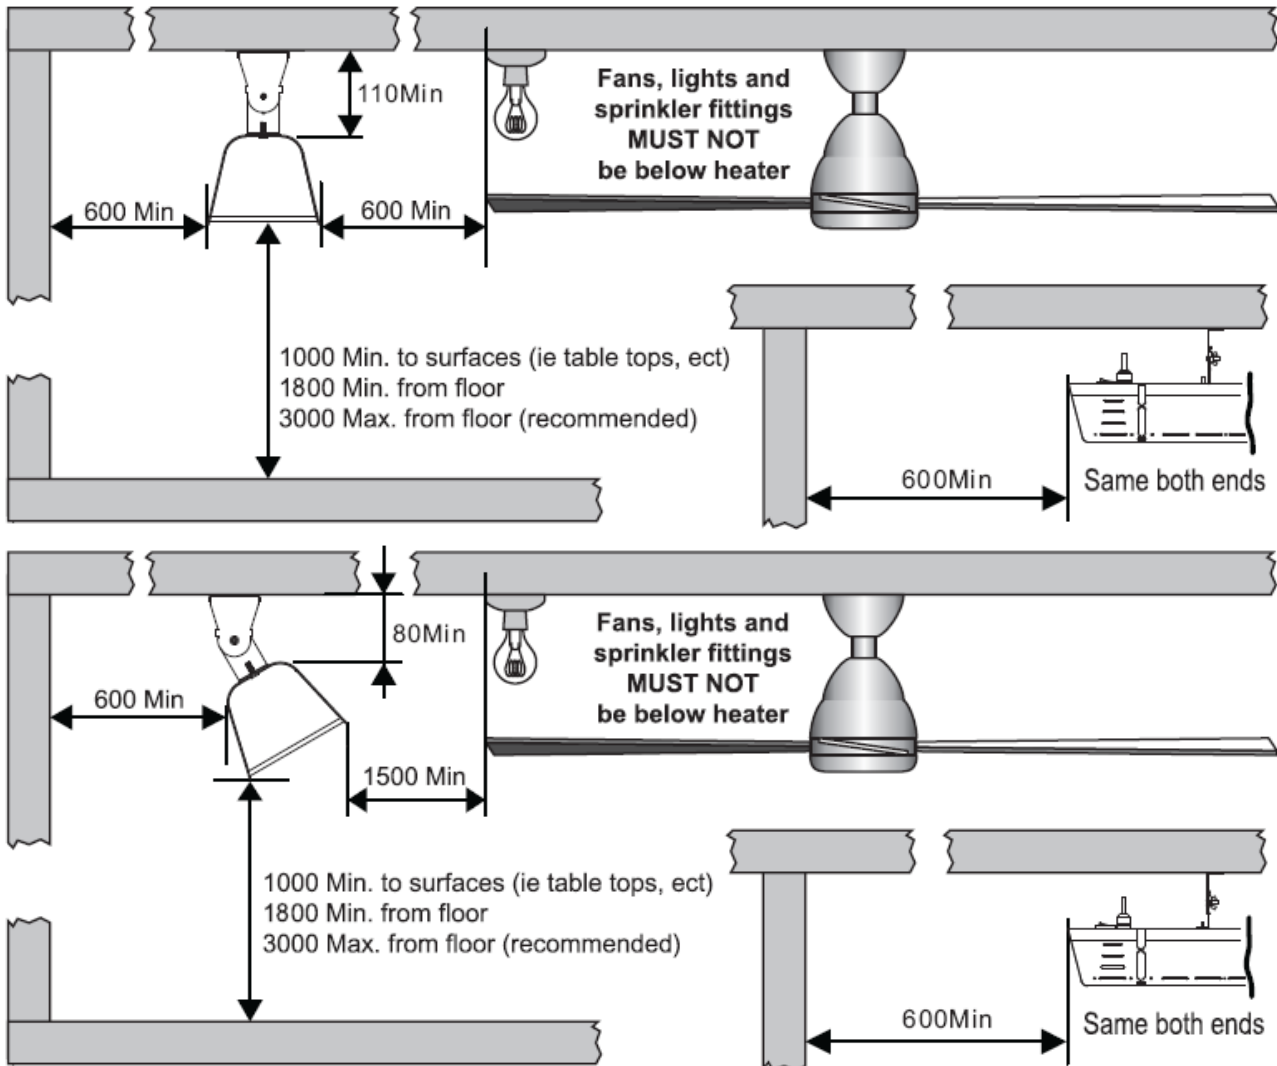 110Min
Fans, lights and
sprinkler fittings
MUST NOT
be below heater
600 Min
600 Min
1000 Min. to surfaces (ie table tops, ect)
1800 Min. from floor
3000 Max. from floor (recommended)
600Min
Same both ends
80Min
Fans, lights and
sprinkler fittings
MUST NOT
be below heater
600 Min
1500 Min
1000 Min. to surfaces (ie table tops, ect)
1800 Min. from floor
3000 Max. from floor (recommended)
600Min
Same both ends